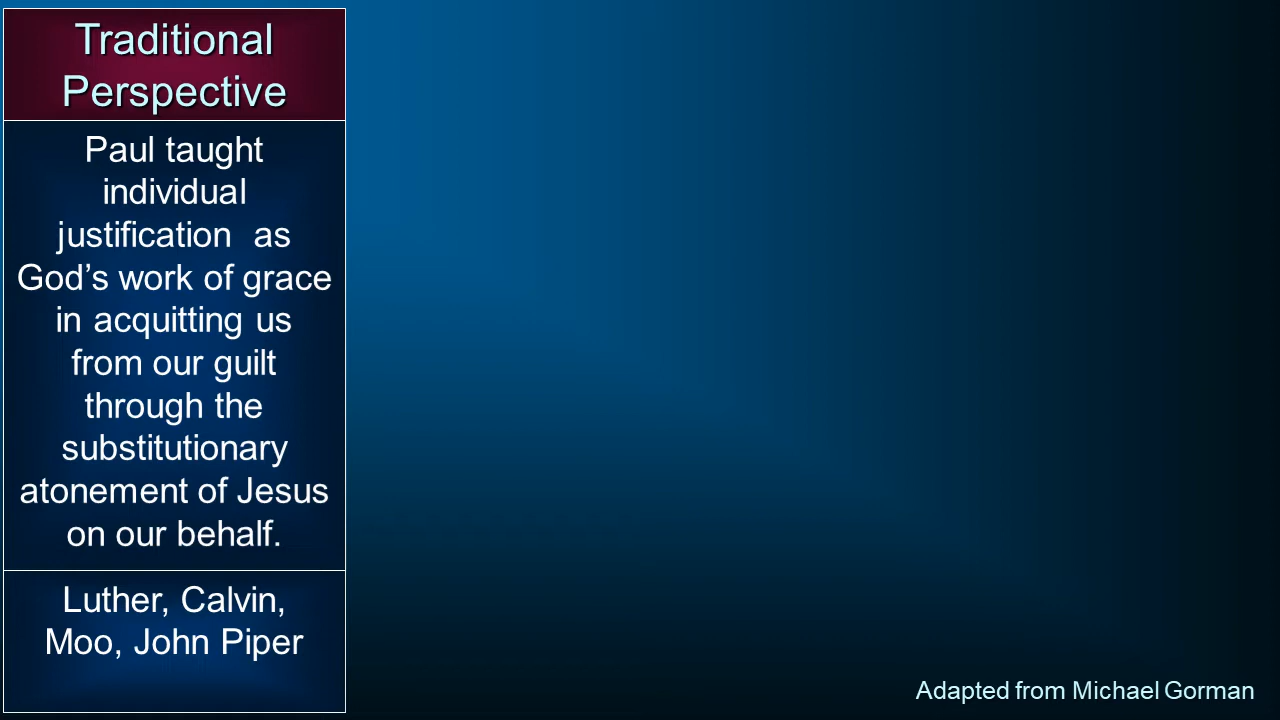 Traditional
Perspective
Paul taught
individual
justification  as
God’s work of grace
in acquitting us
from our guilt
through the
substitutionary
atonement of Jesus
on our behalf.
Luther, Calvin,
Moo, John Piper
Adapted from Michael Gorman